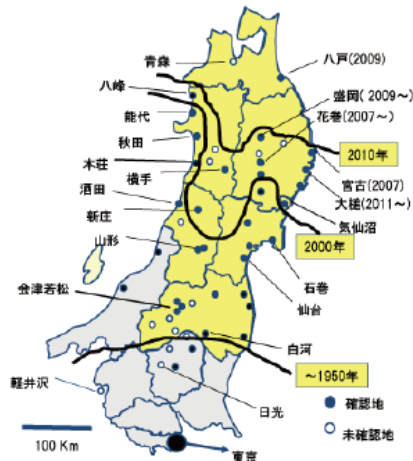 青森
八戸(2009)
八峰
盛岡( 2009～)
能代
花巻(2007～)
秋田
2010年
本荘
横手
宮古(2007)
酒田
大槌(2011～)
新庄
気仙沼
2000年
山形
石巻
会津若松
仙台
白河
～1950年
軽井沢
確認地
日光
未確認地
100 Km
東京